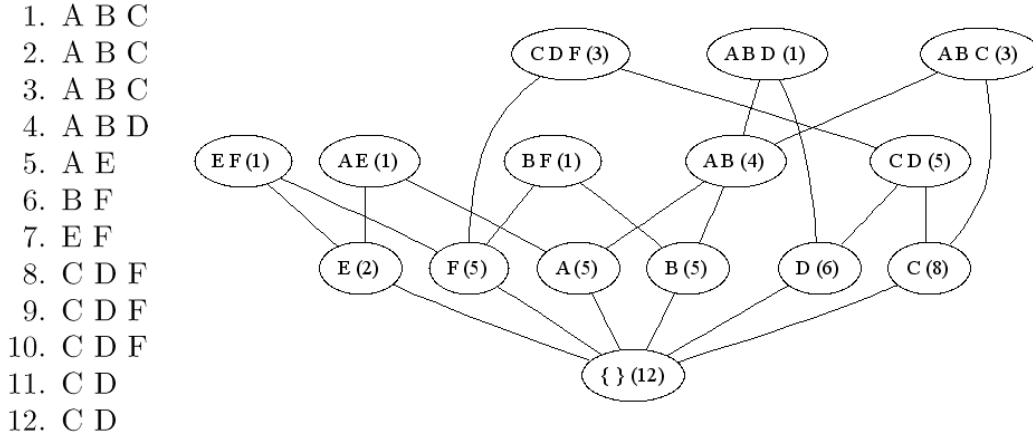 1. A B C
2. A B C
3. A B C
4. A B D
5. A E
6. B F
7. E F
8. C D F
9. C D F
10. C D F
11. C D
12. C D
C D F (3) A B D (1) A B C (3)
E F (1) A E (1) B F (1) A B (4) C D (5)
E (2) F (5) A (5) B (5) D (6) C (8)
{ } (12)